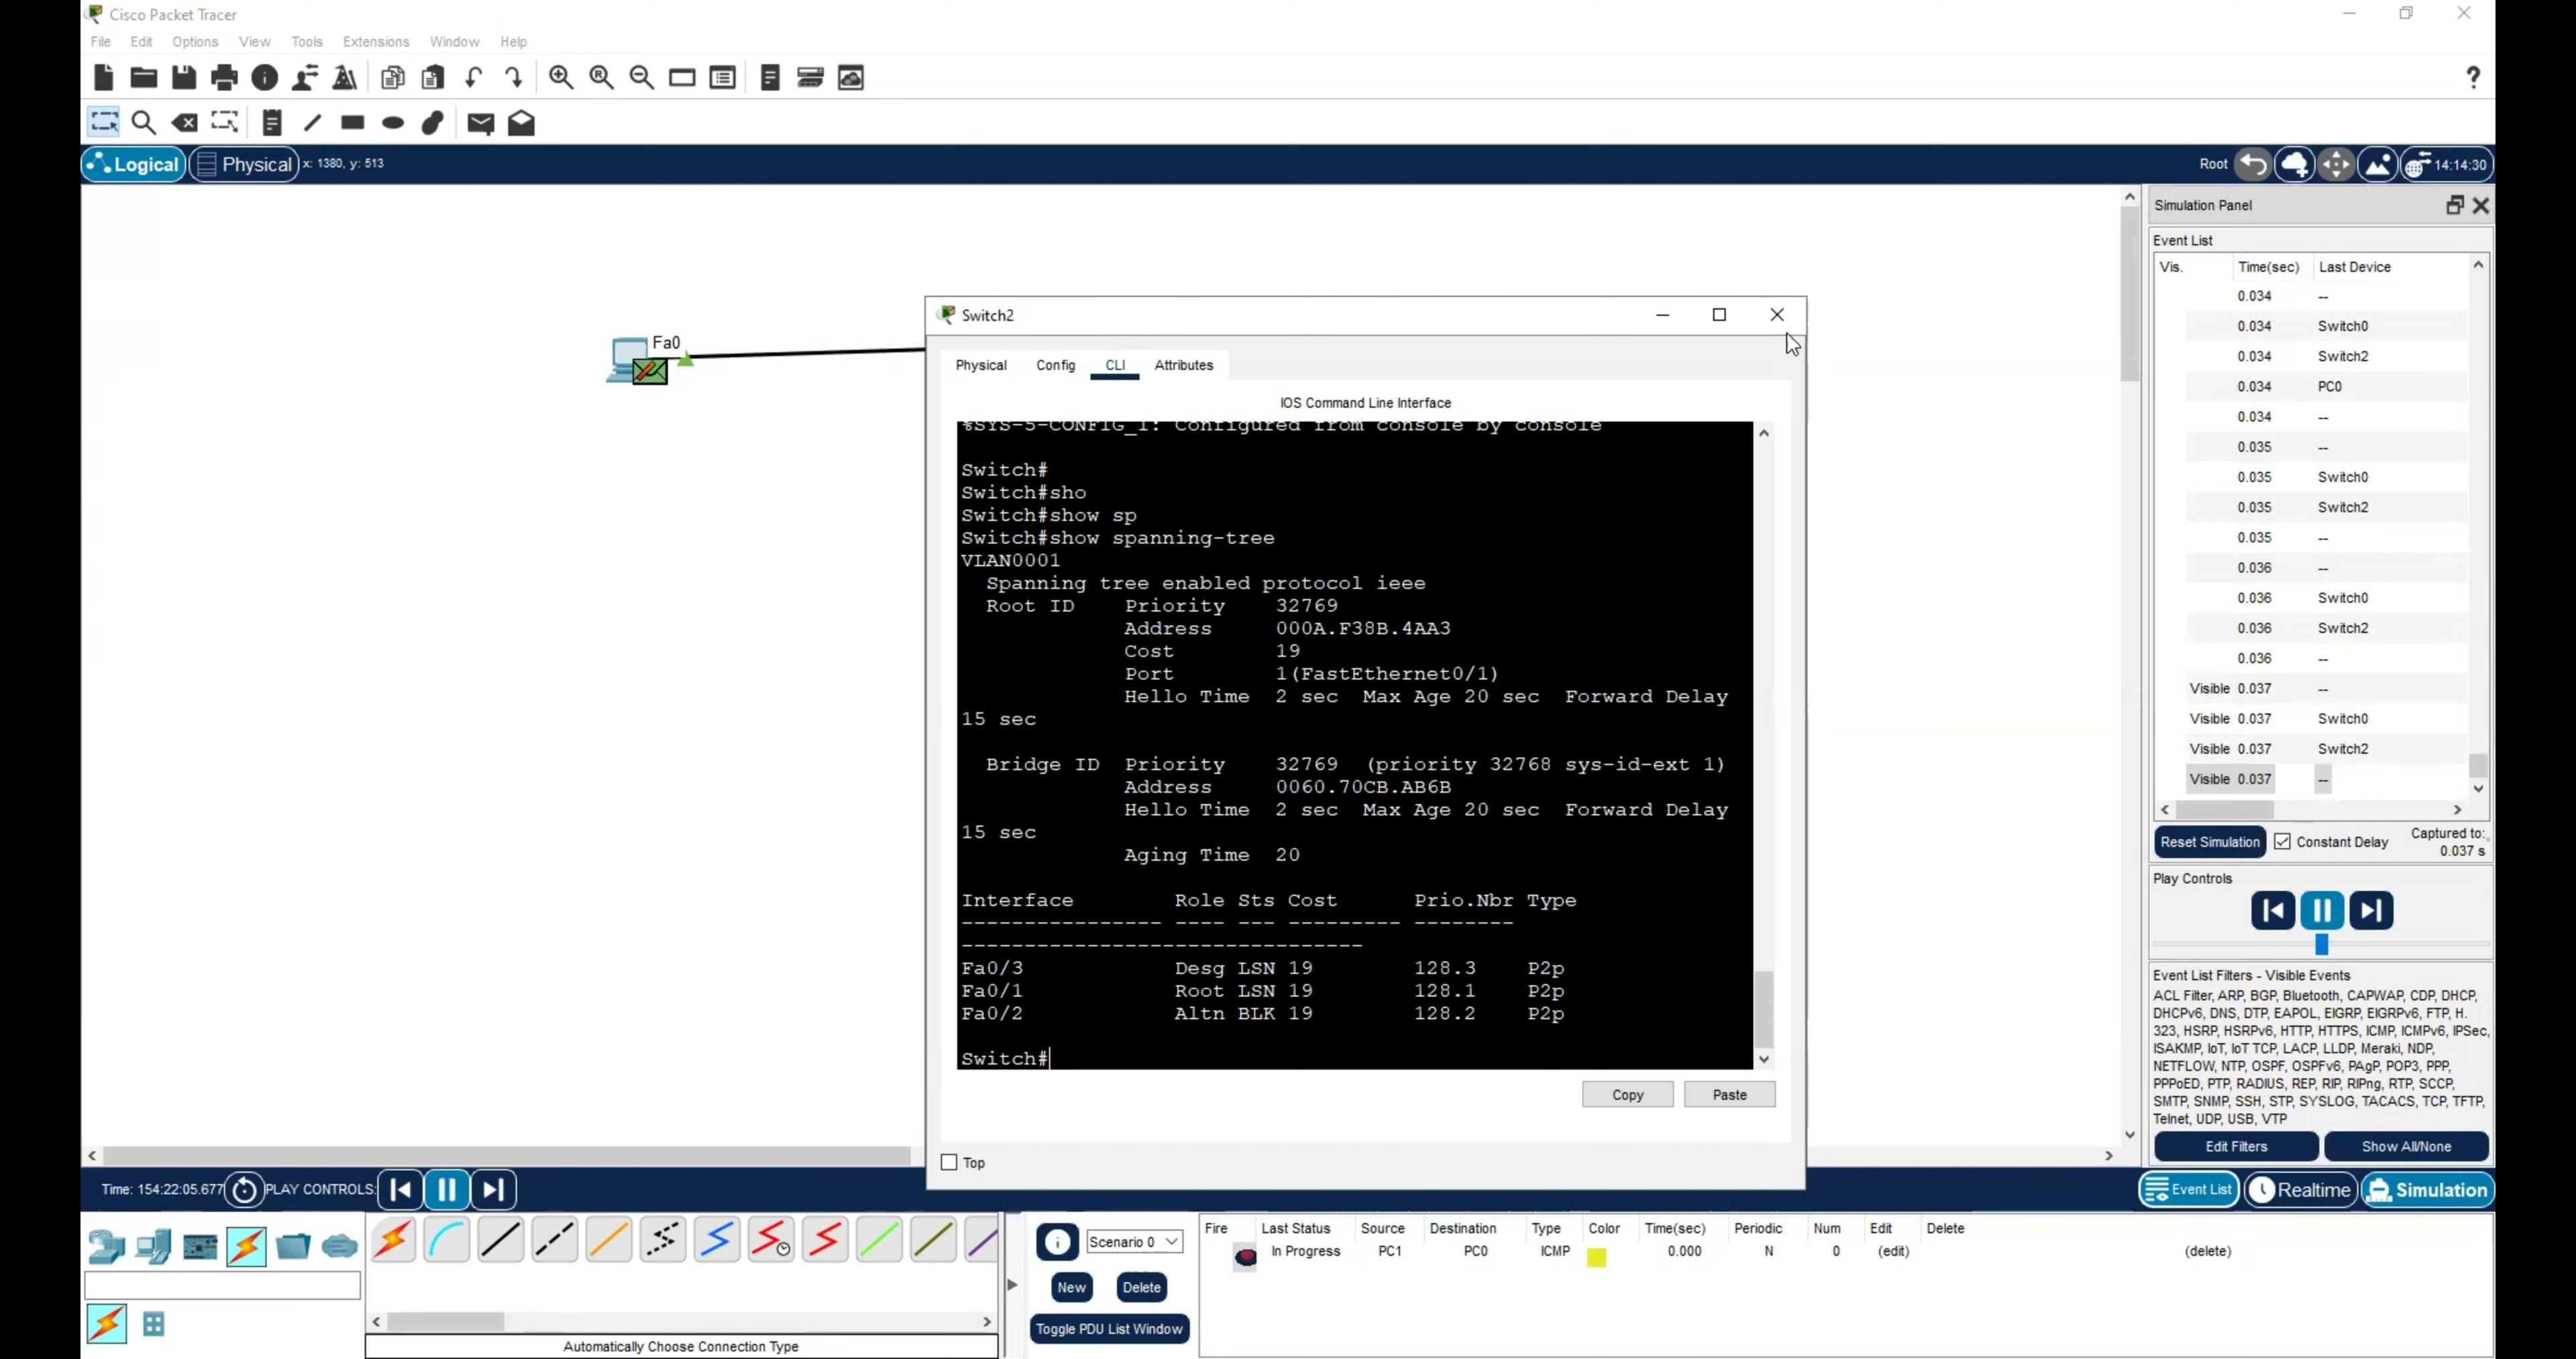 Cisco Packet Tracer
File Edit Options View Tools Extensions Window Help
?
Logical Physical x: 1380, y: 513
Root 14:14:30
Fa0
Switch2
Physical Config CLI Attributes
IOS Command Line Interface
%SYS-5-CONFIG_I: Configured from console by console
Switch#
Switch#sho
Switch#show sp
Switch#show spanning-tree
VLAN0001
Spanning tree enabled protocol ieee
Root ID Priority 32769
Address 000A.F38B.4AA3
Cost 19
Port 1(FastEthernet0/1)
Hello Time 2 sec Max Age 20 sec Forward Delay
15 sec
Bridge ID Priority 32769 (priority 32768 sys-id-ext 1)
Address 0060.70CB.AB6B
Hello Time 2 sec Max Age 20 sec Forward Delay
15 sec
Aging Time 20
Interface Role Sts Cost Prio.Nbr Type
---------------- ---- --- --------- --------
--------------------------------
Fa0/3 Desg LSN 19 128.3 P2p
Fa0/1 Root LSN 19 128.1 P2p
Fa0/2 Altn BLK 19 128.2 P2p
Switch#
Copy Paste
Top
Simulation Panel
Event List
Vis. Time(sec) Last Device
0.034 --
0.034 Switch0
0.034 Switch2
0.034 PC0
0.034 --
0.035 --
0.035 Switch0
0.035 Switch2
0.035 --
0.036 --
0.036 Switch0
0.036 Switch2
0.036 --
Visible 0.037 --
Visible 0.037 Switch0
Visible 0.037 Switch2
Visible 0.037 --
Reset Simulation Constant Delay Captured to:
0.037 s
Play Controls
Event List Filters - Visible Events
ACL Filter, ARP, BGP, Bluetooth, CAPWAP, CDP, DHCP,
DHCPv6, DNS, DTP, EAPOL, EIGRP, EIGRPv6, FTP, H.
323, HSRP, HSRPv6, HTTP, HTTPS, ICMP, ICMPv6, IPSec,
ISAKMP, IoT, IoT TCP, LACP, LLDP, Meraki, NDP,
NETFLOW, NTP, OSPF, OSPFv6, PAgP, POP3, PPP,
PPPoED, PTP, RADIUS, REP, RIP, RIPng, RTP, SCCP,
SMTP, SNMP, SSH, STP, SYSLOG, TACACS, TCP, TFTP,
Telnet, UDP, USB, VTP
Edit Filters Show All/None
Time: 154:22:05.677 PLAY CONTROLS:
Event List Realtime Simulation
Automatically Choose Connection Type
Scenario 0
New Delete
Toggle PDU List Window
Fire Last Status Source Destination Type Color Time(sec) Periodic Num Edit Delete
In Progress PC1 PC0 ICMP 0.000 N 0 (edit) (delete)